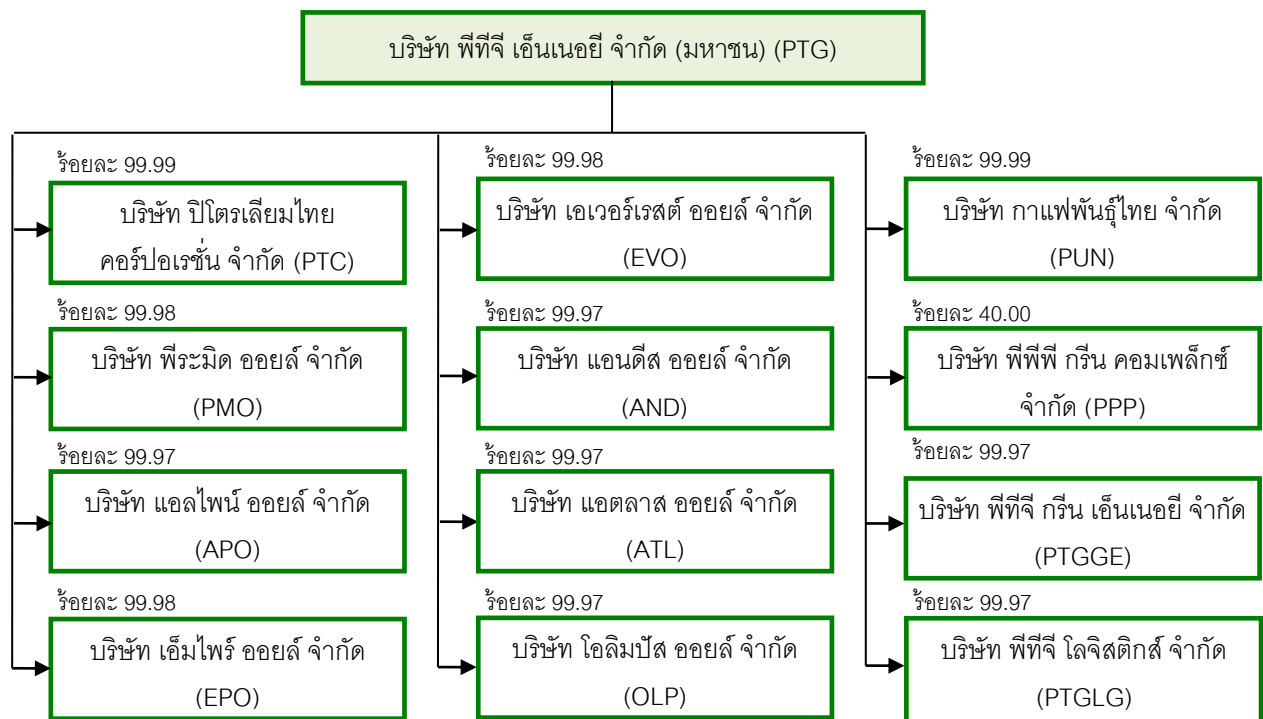 บริษัท พีทีจี เอ็นเนอยี จำกัด (มหาชน) (PTG)
ร้อยละ 99.99
บริษัท ปิโตรเลียมไทย
คอร์ปอเรชั่น จำกัด (PTC)
ร้อยละ 99.98
บริษัท พีระมิด ออยล์ จำกัด
(PMO)
ร้อยละ 99.97
บริษัท แอลไพน์ ออยล์ จำกัด
(APO)
ร้อยละ 99.98
บริษัท เอ็มไพร์ ออยล์ จำกัด
(EPO)
ร้อยละ 99.98
บริษัท เอเวอร์เรสต์ ออยล์ จำกัด
(EVO)
ร้อยละ 99.97
บริษัท แอนดีส ออยล์ จำกัด
(AND)
ร้อยละ 99.97
บริษัท แอตลาส ออยล์ จำกัด
(ATL)
ร้อยละ 99.97
บริษัท โอลิมปัส ออยล์ จำกัด
(OLP)
ร้อยละ 99.99
บริษัท กาแฟพันธุ์ไทย จำกัด
(PUN)
ร้อยละ 40.00
บริษัท พีพีพี กรีน คอมเพล็กซ์
จำกัด (PPP)
ร้อยละ 99.97
บริษัท พีทีจี กรีน เอ็นเนอยี จำกัด
(PTGGE)
ร้อยละ 99.97
บริษัท พีทีจี โลจิสติกส์ จำกัด
(PTGLG)